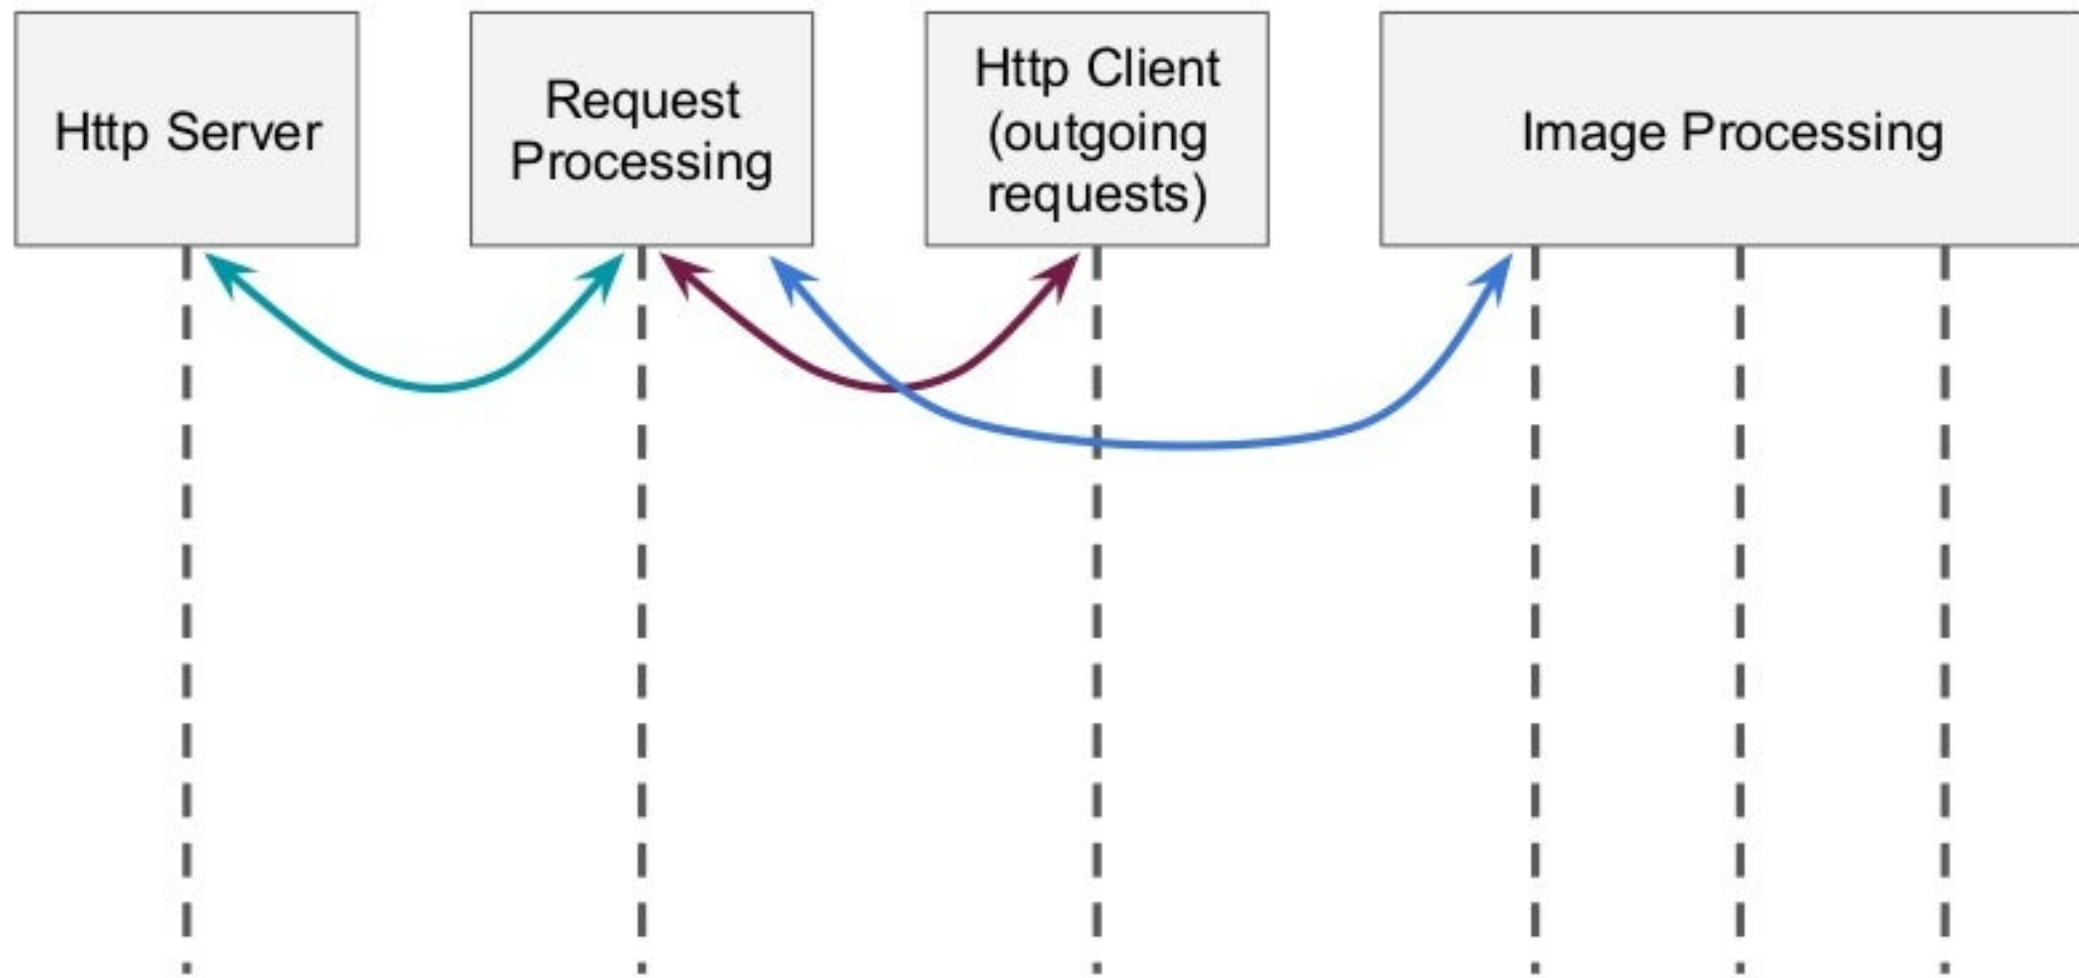 Http Server
Request
Processing
Http Client
(outgoing
requests)
Image Processing